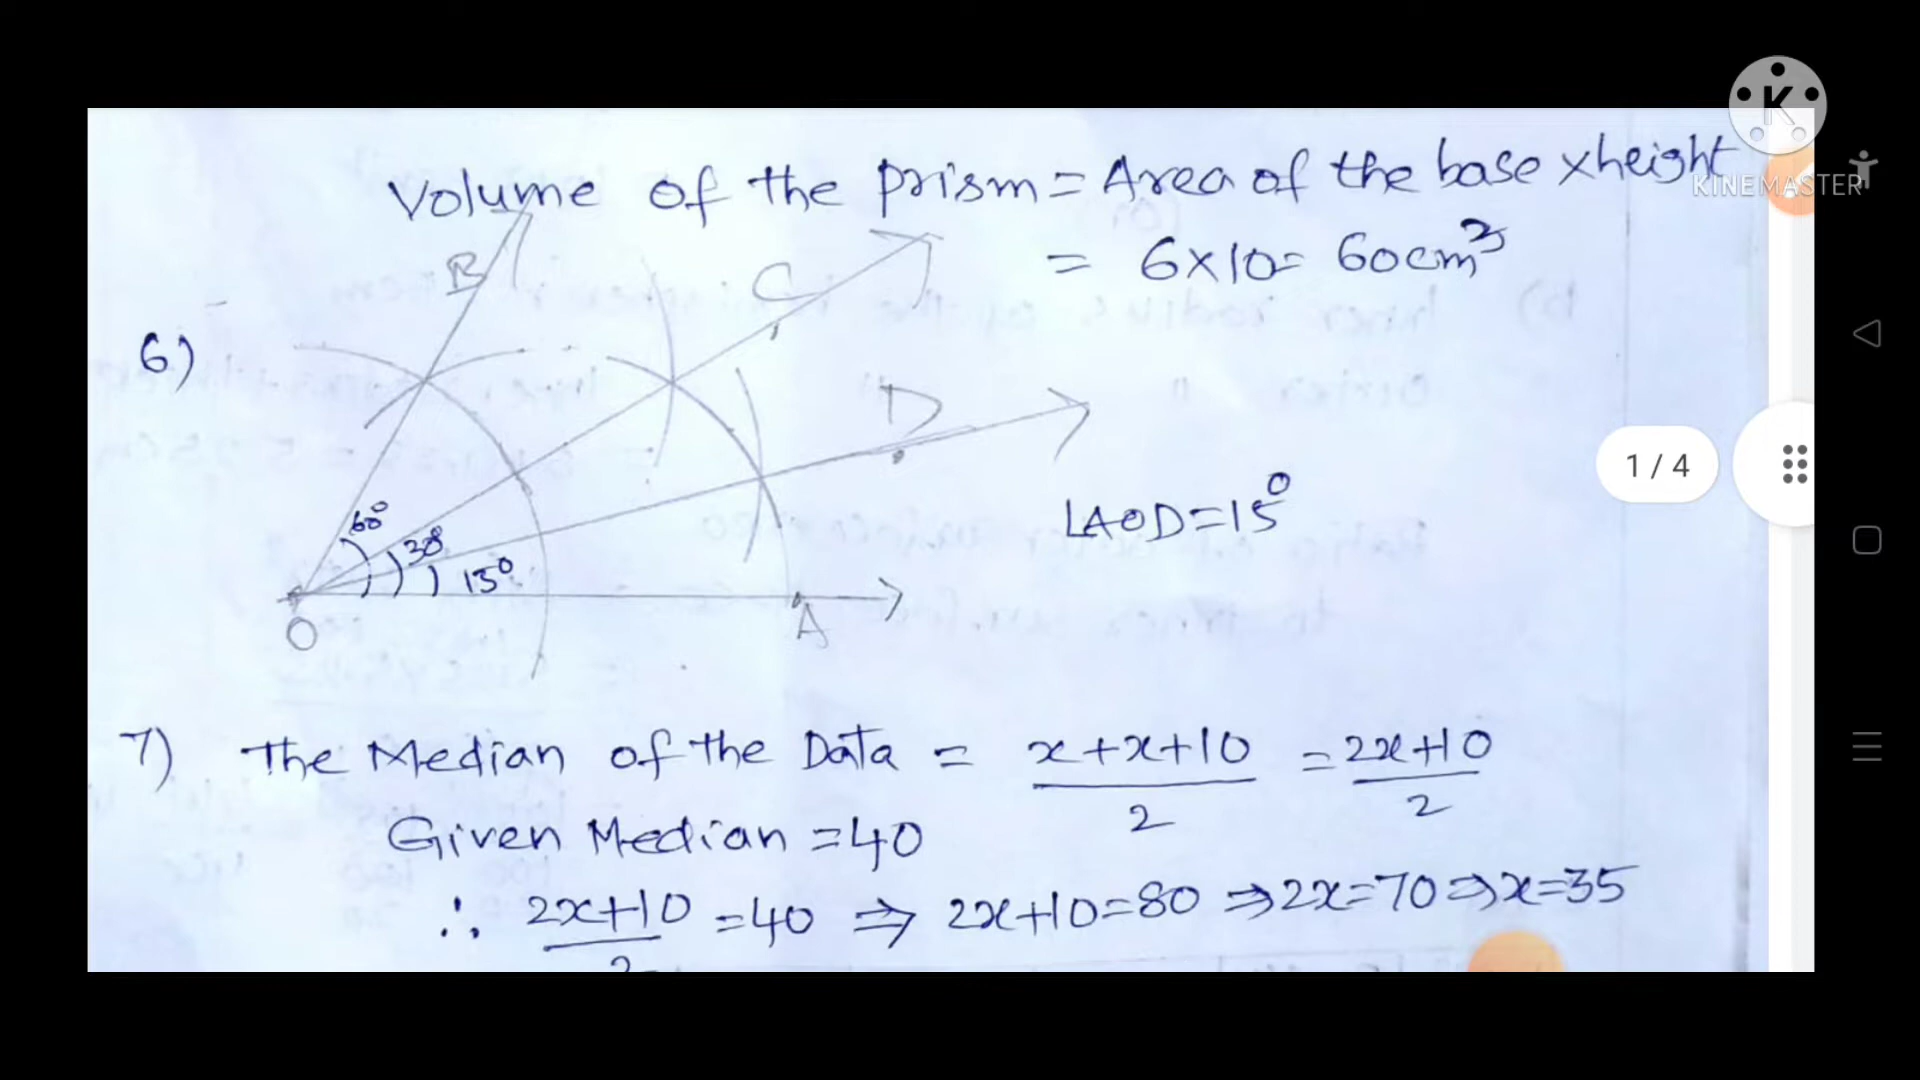 Volume of the prism = Area of the base x height
= 6x10= 60cm³
KINEMASTER
K
B
C
6)
D
1 / 4
60°
30°
15°
∟AOD=15°
O
A
7) The Median of the Data = x+x+10/2 = 2x+10/2
Given Median =40
∴ 2x+10/2 =40 ⇒ 2x+10=80 ⇒2x=70⇒x=35